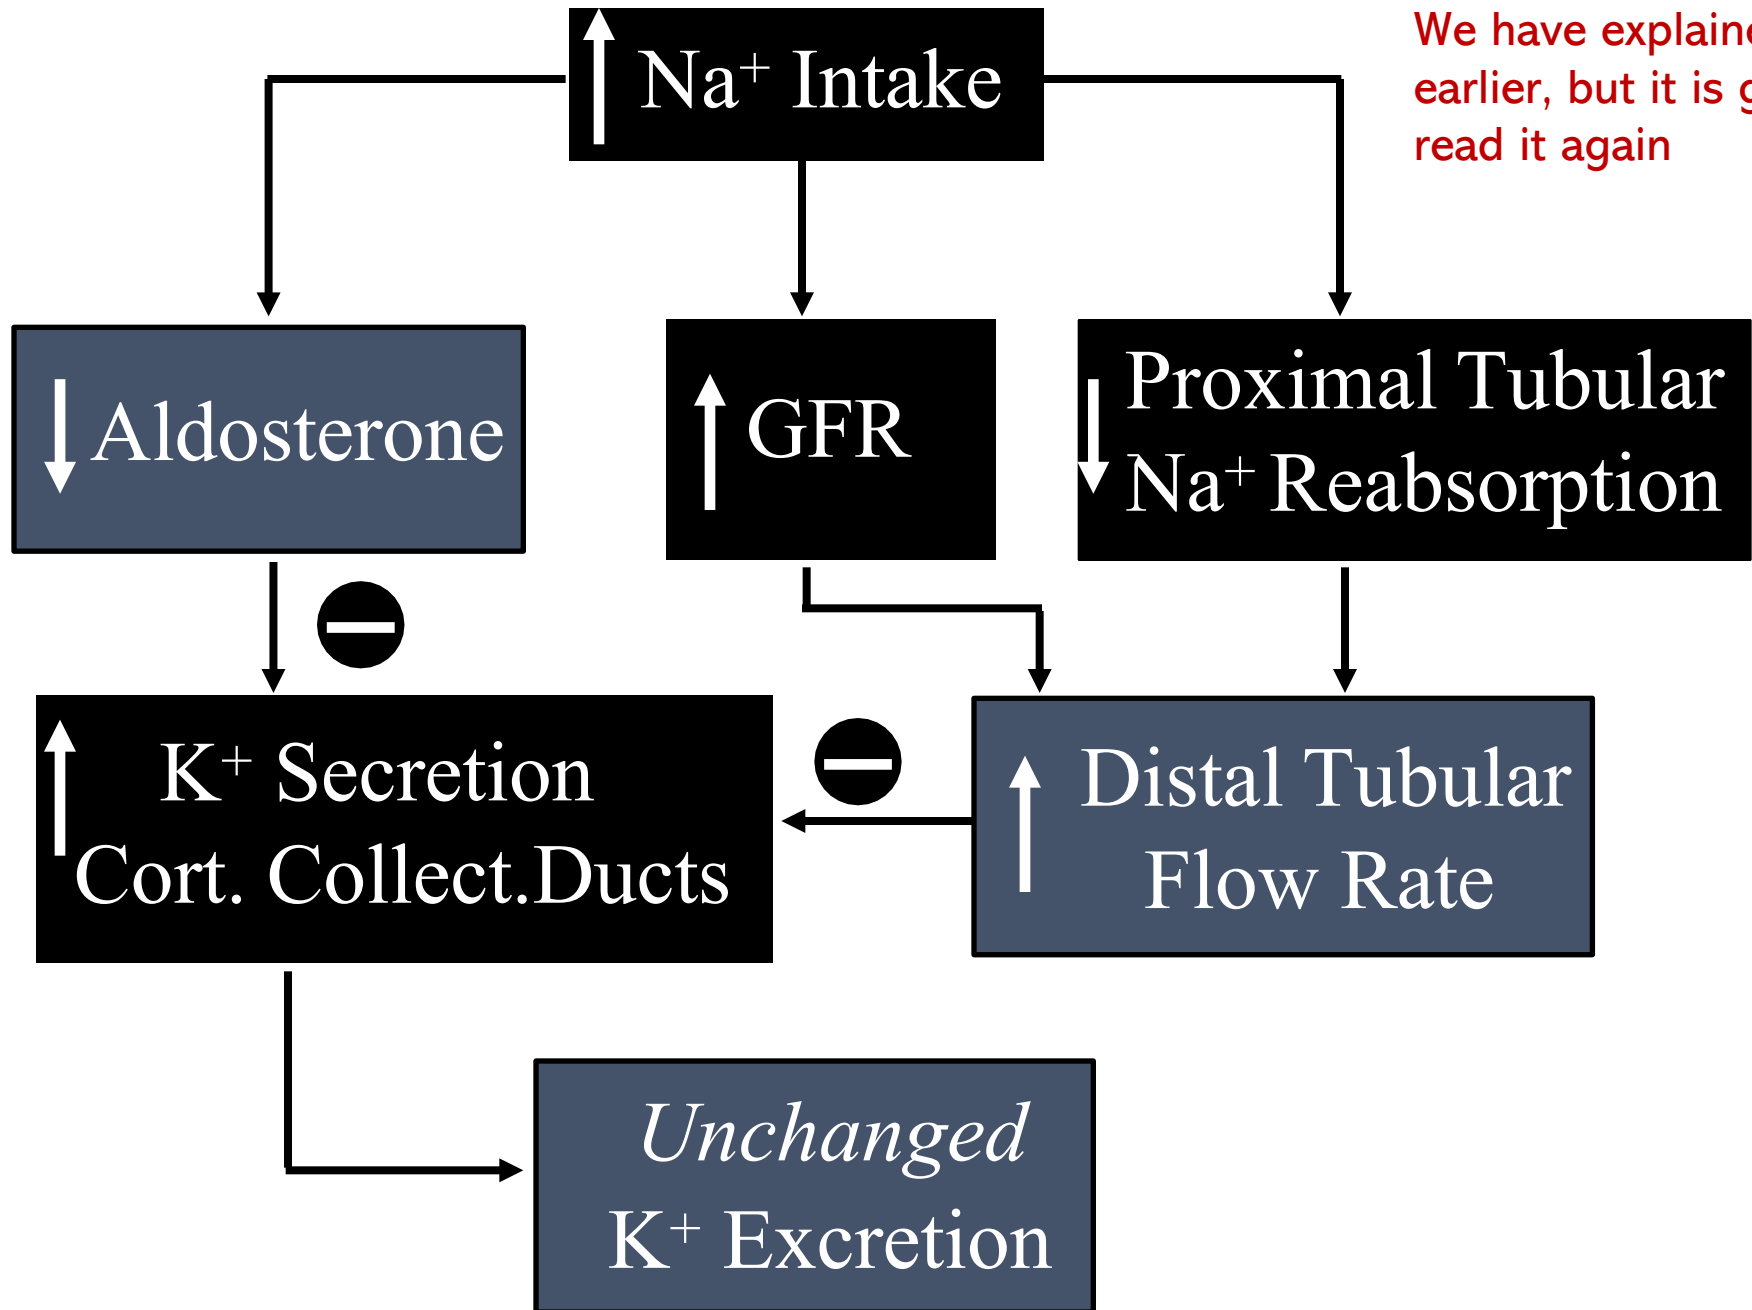 ↑ Na⁺ Intake
We have explaine
earlier, but it is g
read it again
↓ Aldosterone
↑ GFR
↓ Proximal Tubular
Na⁺ Reabsorption
↑ K⁺ Secretion
Cort. Collect.Ducts
↑ Distal Tubular
Flow Rate
Unchanged
K⁺ Excretion